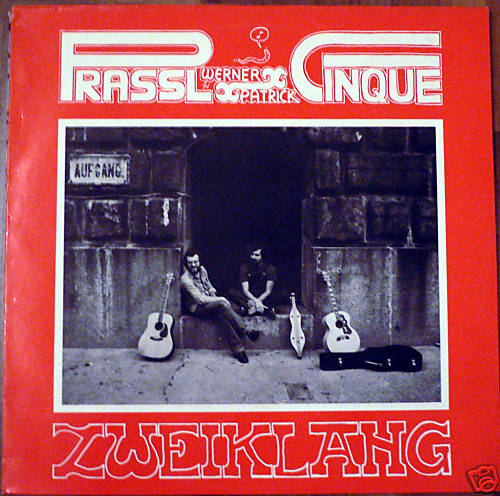 PRASSL WERNER CINQUE
PATRICK
AUFGANG.
ZWEIKLANG